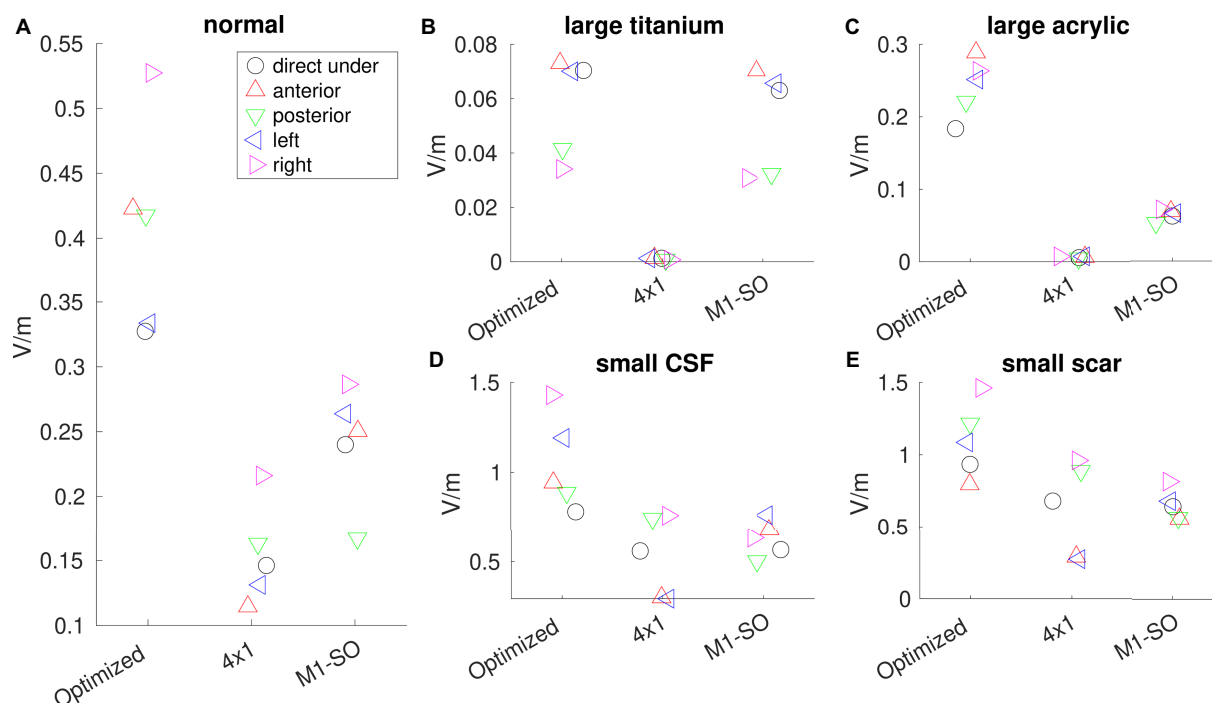 A
normal
0.55
0.5
0.45
0.4
0.35
0.3
0.25
0.2
0.15
0.1
V/m
direct under
anterior
posterior
left
right
Optimized
4x1
M1-SO
B
large titanium
0.08
0.06
0.04
0.02
0
V/m
Optimized
4x1
M1-SO
C
large acrylic
0.3
0.2
0.1
0
V/m
Optimized
4x1
M1-SO
D
small CSF
1.5
1
0.5
V/m
Optimized
4x1
M1-SO
E
small scar
1.5
1
0.5
0
V/m
Optimized
4x1
M1-SO